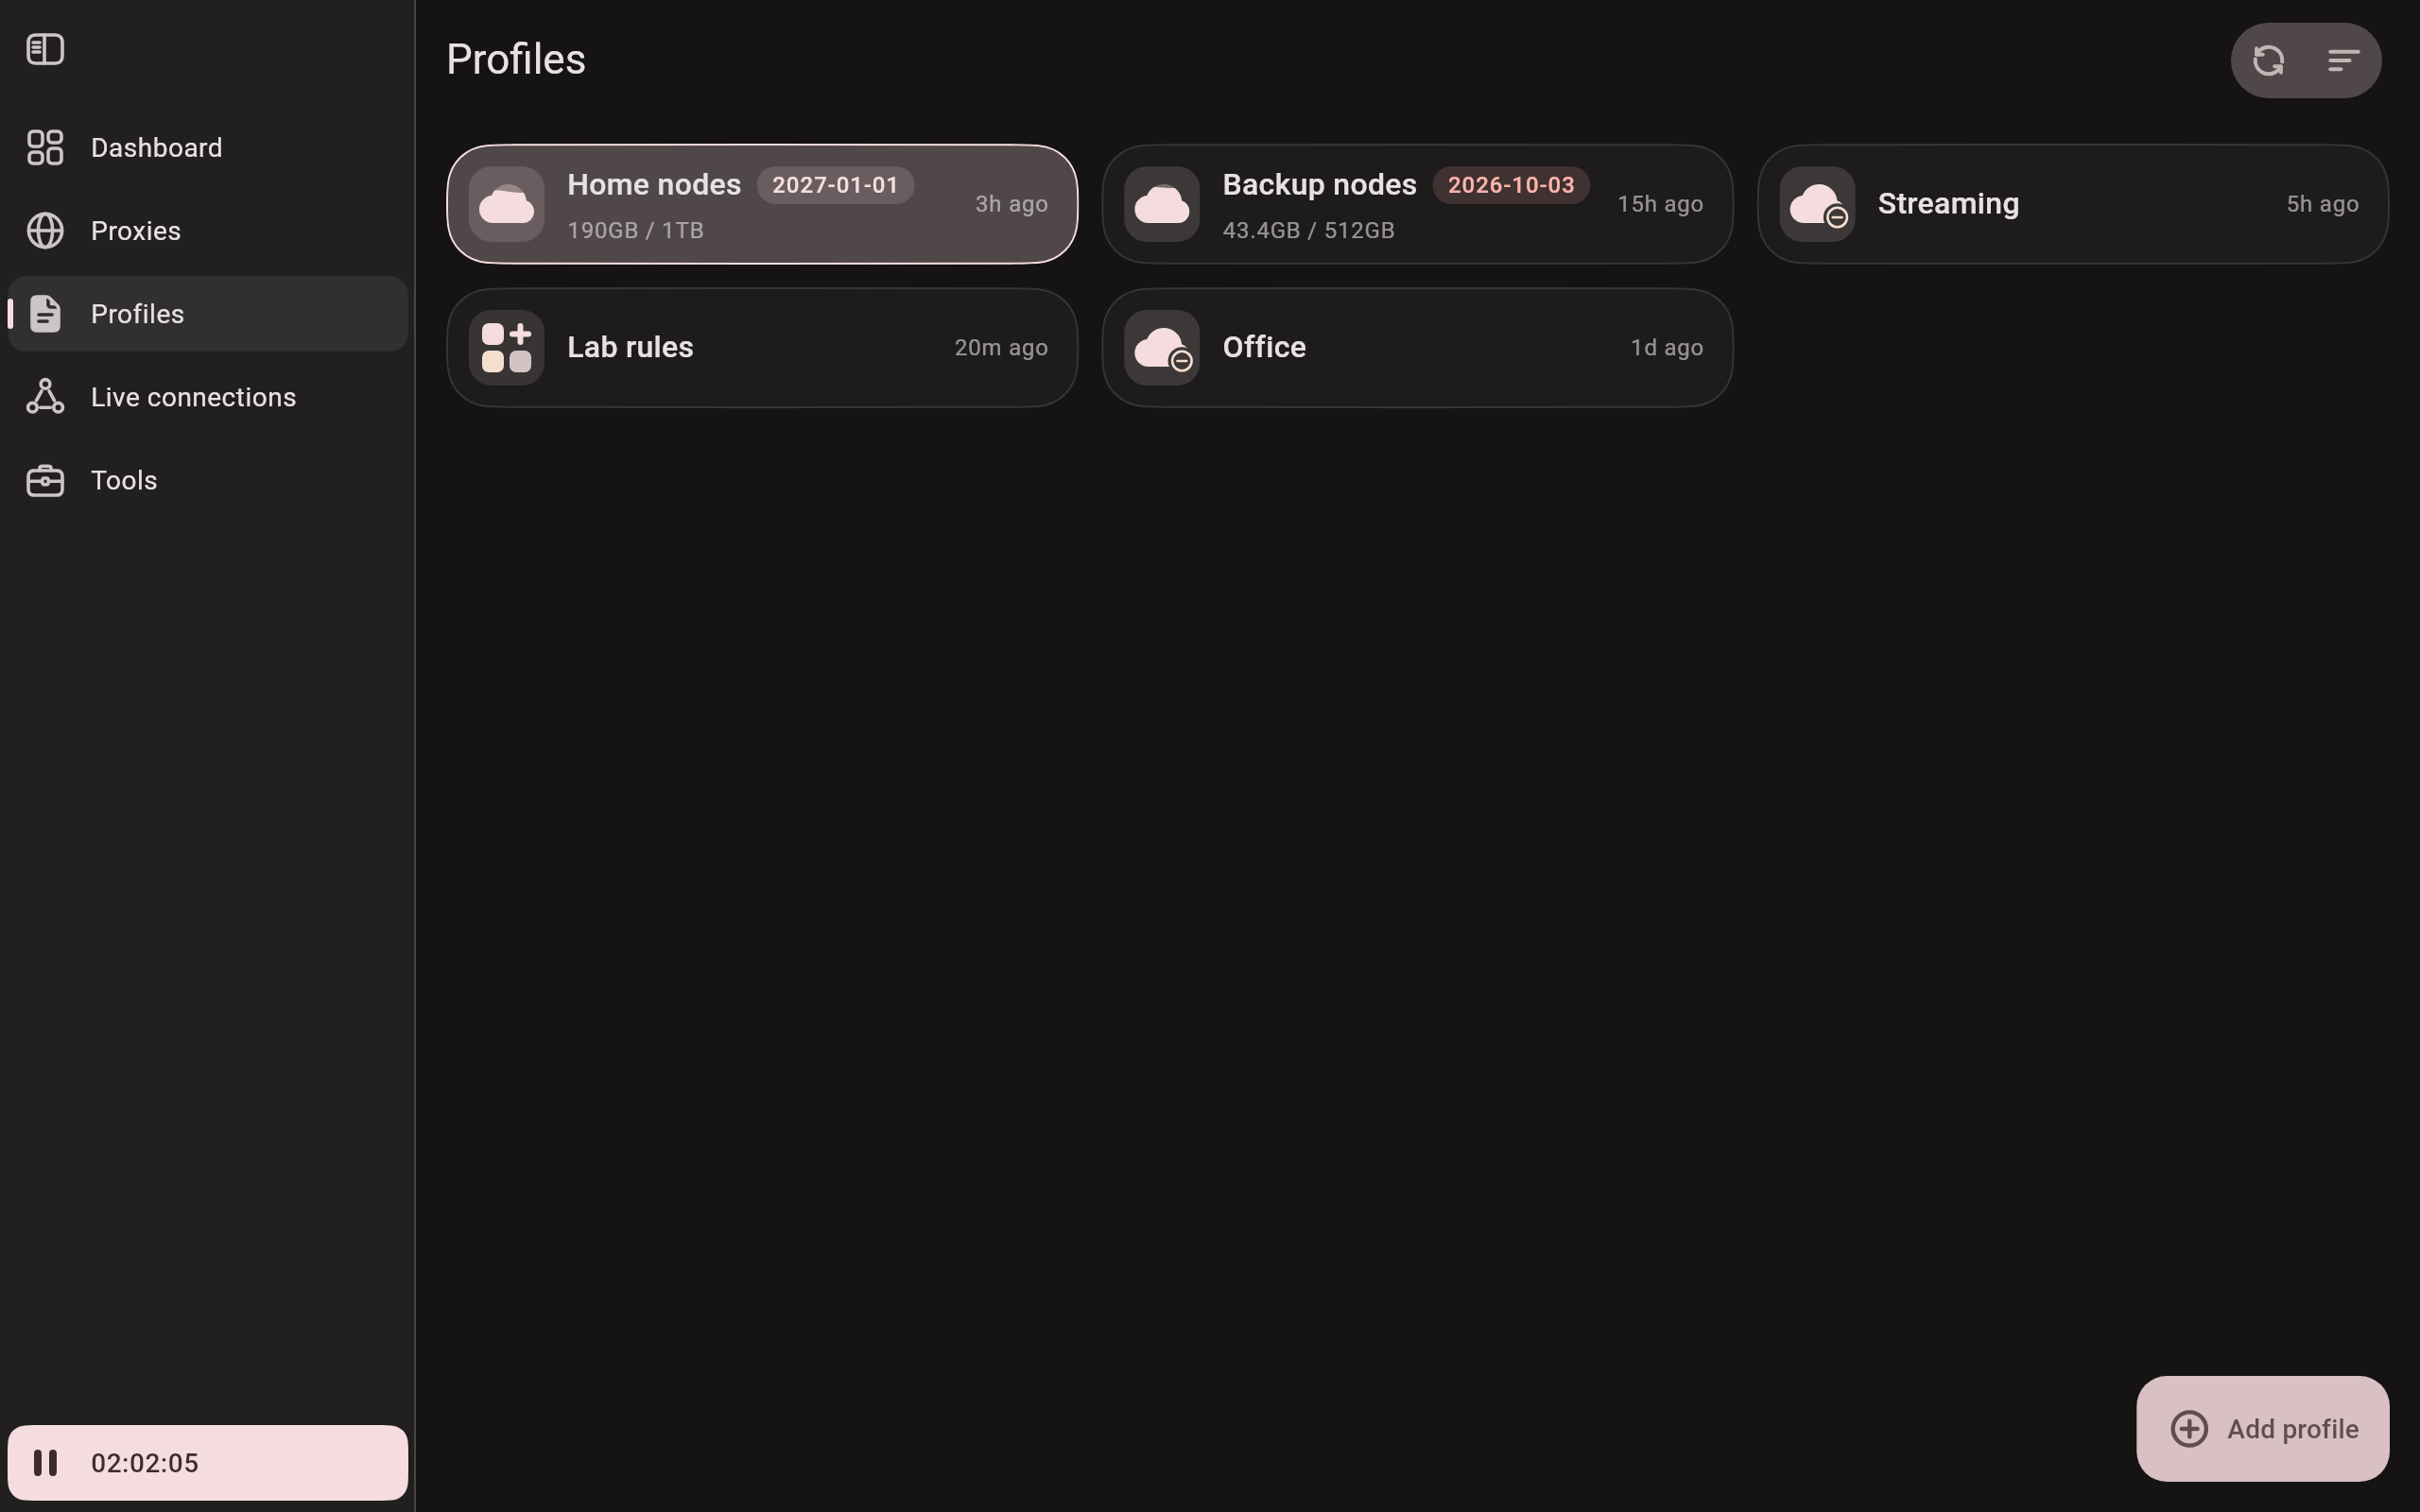 Profiles
Dashboard
Proxies
Profiles
Live connections
Tools
Home nodes 2027-01-01
190GB / 1TB
3h ago
Backup nodes 2026-10-03
43.4GB / 512GB
15h ago
Streaming
5h ago
Lab rules
20m ago
Office
1d ago
02:02:05
Add profile